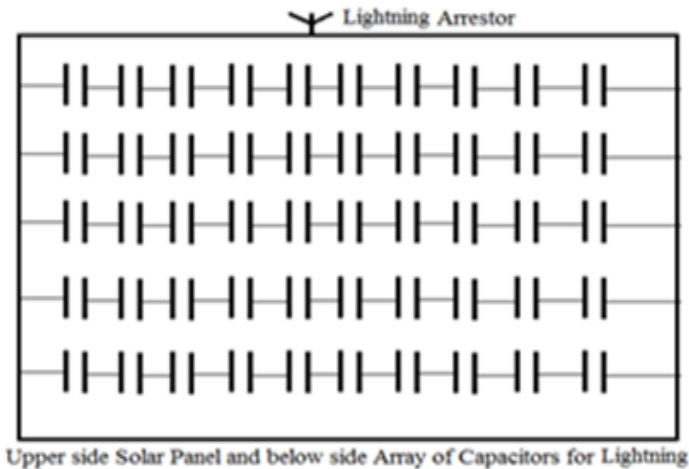 Lightning Arrestor
Upper side Solar Panel and below side Array of Capacitors for Lightning